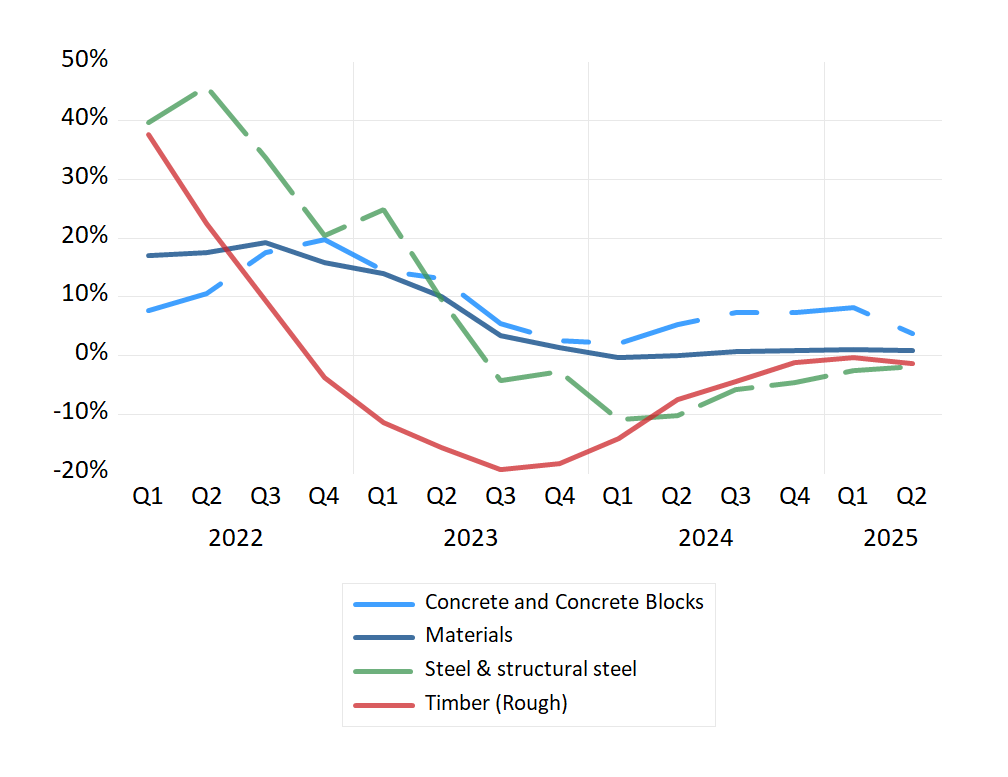 50%
40%
30%
20%
10%
0%
-10%
-20%
Q1 Q2 Q3 Q4 Q1 Q2 Q3 Q4 Q1 Q2 Q3 Q4 Q1 Q2
2022 2023 2024 2025
Concrete and Concrete Blocks
Materials
Steel & structural steel
Timber (Rough)